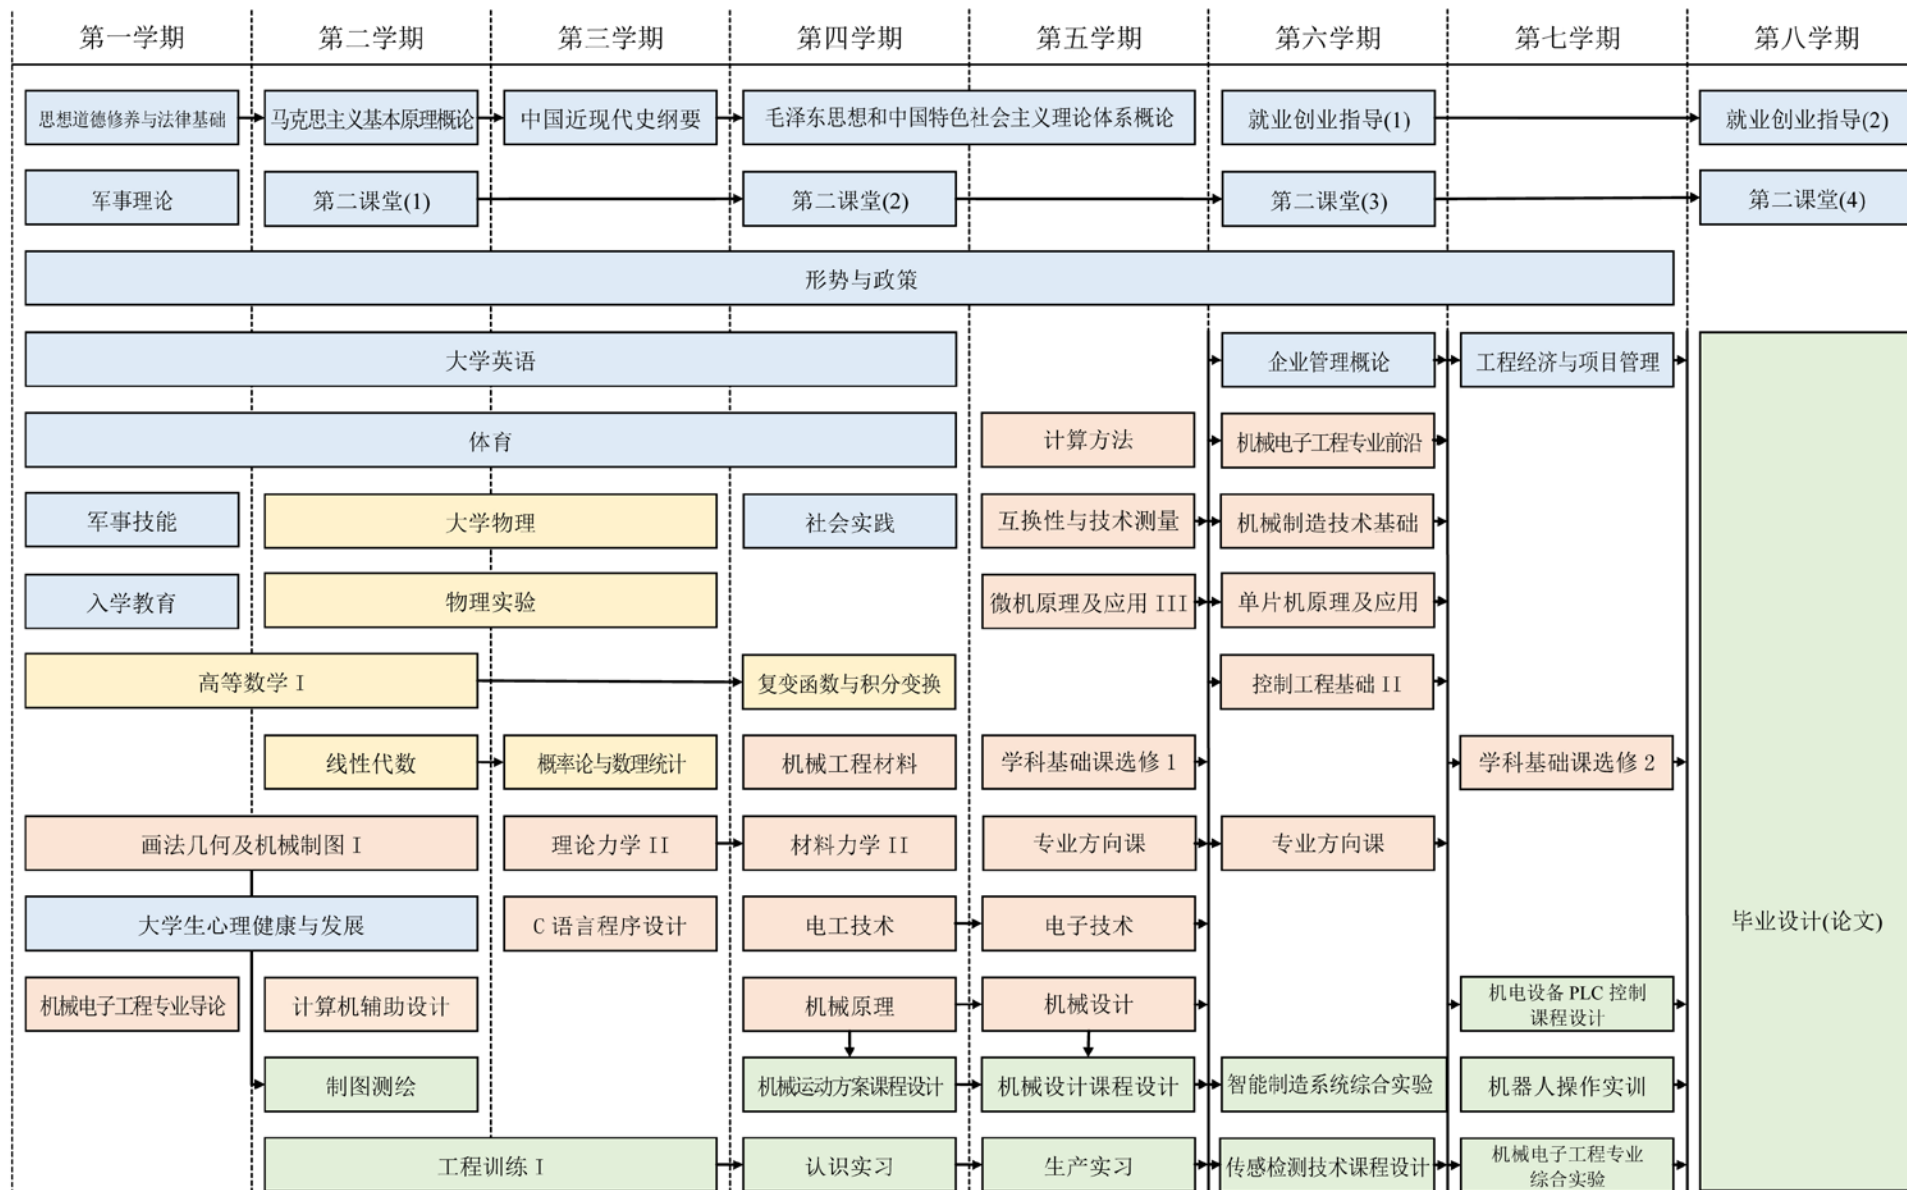 第一学期
第二学期
第三学期
第四学期
第五学期
第六学期
第七学期
第八学期
思想道德修养与法律基础
马克思主义基本原理概论
中国近现代史纲要
毛泽东思想和中国特色社会主义理论体系概论
就业创业指导(1)
就业创业指导(2)
军事理论
第二课堂(1)
第二课堂(2)
第二课堂(3)
第二课堂(4)
形势与政策
大学英语
企业管理概论
工程经济与项目管理
体育
计算方法
机械电子工程专业前沿
军事技能
大学物理
社会实践
互换性与技术测量
机械制造技术基础
入学教育
物理实验
微机原理及应用 III
单片机原理及应用
高等数学 I
复变函数与积分变换
控制工程基础 II
线性代数
概率论与数理统计
机械工程材料
学科基础课选修 1
学科基础课选修 2
画法几何及机械制图 I
理论力学 II
材料力学 II
专业方向课
专业方向课
大学生心理健康与发展
C 语言程序设计
电工技术
电子技术
毕业设计(论文)
机械电子工程专业导论
计算机辅助设计
机械原理
机械设计
机电设备 PLC 控制
课程设计
制图测绘
机械运动方案课程设计
机械设计课程设计
智能制造系统综合实验
机器人操作实训
工程训练 I
认识实习
生产实习
传感检测技术课程设计
机械电子工程专业
综合实验